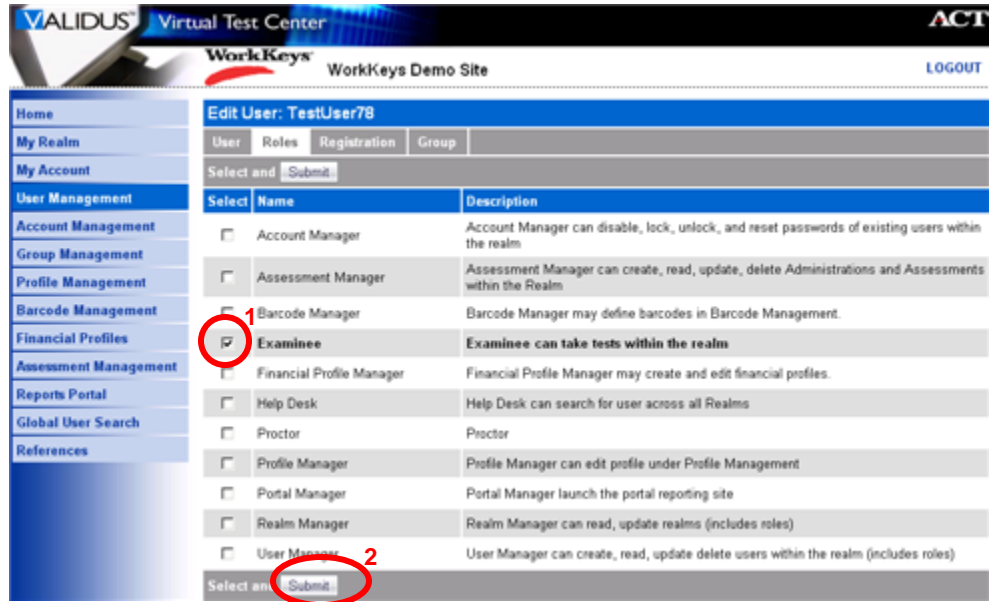 VALIDUS™ Virtual Test Center ACT
WorkKeys® WorkKeys Demo Site LOGOUT
Home
My Realm
My Account
User Management
Account Management
Group Management
Profile Management
Barcode Management
Financial Profiles
Assessment Management
Reports Portal
Global User Search
References
Edit User: TestUser78
User Roles Registration Group
Select and Submit
Select Name Description
Account Manager Account Manager can disable, lock, unlock, and reset passwords of existing users within
the realm
Assessment Manager Assessment Manager can create, read, update, delete Administrations and Assessments
within the Realm
1
Barcode Manager Barcode Manager may define barcodes in Barcode Management.
Examinee Examinee can take tests within the realm
Financial Profile Manager Financial Profile Manager may create and edit financial profiles.
Help Desk Help Desk can search for user across all Realms
Proctor Proctor
Profile Manager Profile Manager can edit profile under Profile Management
Portal Manager Portal Manager launch the portal reporting site
Realm Manager Realm Manager can read, update realms (includes roles)
User Manager User Manager can create, read, update delete users within the realm (includes roles)
2
Select and Submit